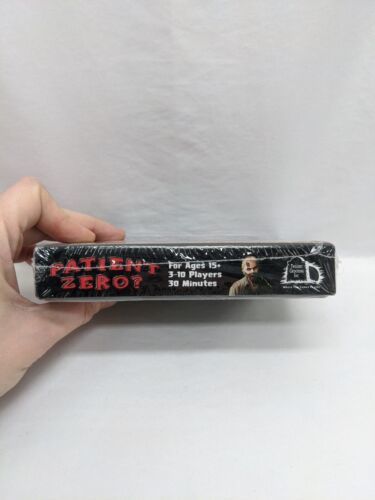 PATIENT
ZERO?
For Ages 15+
3-10 Players
30 Minutes